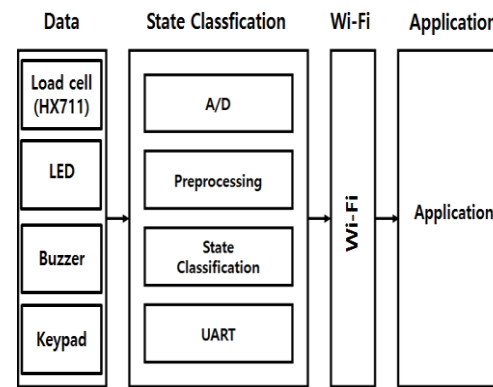 Data
State Classfication
Wi-Fi
Application
Load cell
(HX711)
LED
Buzzer
Keypad
A/D
Preprocessing
State
Classification
UART
Wi-Fi
Application